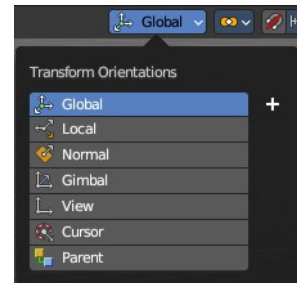 Global
Transform Orientations
Global
Local
Normal
Gimbal
View
Cursor
Parent